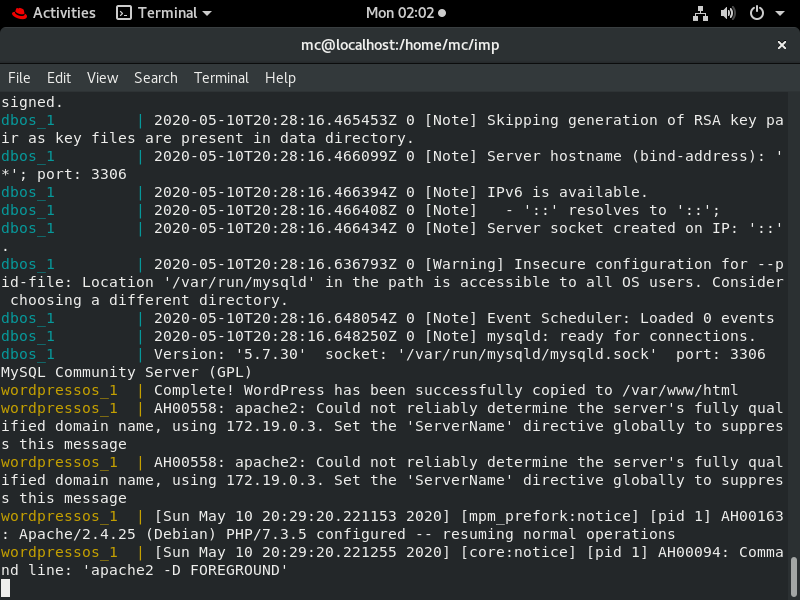 Activities Terminal Mon 02:02
mc@localhost:/home/mc/imp
File Edit View Search Terminal Help
signed.
dbos_1 | 2020-05-10T20:28:16.465453Z 0 [Note] Skipping generation of RSA key pa
ir as key files are present in data directory.
dbos_1 | 2020-05-10T20:28:16.466099Z 0 [Note] Server hostname (bind-address): '
*'; port: 3306
dbos_1 | 2020-05-10T20:28:16.466394Z 0 [Note] IPv6 is available.
dbos_1 | 2020-05-10T20:28:16.466408Z 0 [Note]   - '::' resolves to '::';
dbos_1 | 2020-05-10T20:28:16.466434Z 0 [Note] Server socket created on IP: '::'
.
dbos_1 | 2020-05-10T20:28:16.636793Z 0 [Warning] Insecure configuration for --p
id-file: Location '/var/run/mysqld' in the path is accessible to all OS users. Consider
 choosing a different directory.
dbos_1 | 2020-05-10T20:28:16.648054Z 0 [Note] Event Scheduler: Loaded 0 events
dbos_1 | 2020-05-10T20:28:16.648250Z 0 [Note] mysqld: ready for connections.
dbos_1 | Version: '5.7.30'  socket: '/var/run/mysqld/mysqld.sock'  port: 3306
MySQL Community Server (GPL)
wordpressos_1 | Complete! WordPress has been successfully copied to /var/www/html
wordpressos_1 | AH00558: apache2: Could not reliably determine the server's fully qual
ified domain name, using 172.19.0.3. Set the 'ServerName' directive globally to suppres
s this message
wordpressos_1 | AH00558: apache2: Could not reliably determine the server's fully qual
ified domain name, using 172.19.0.3. Set the 'ServerName' directive globally to suppres
s this message
wordpressos_1 | [Sun May 10 20:29:20.221153 2020] [mpm_prefork:notice] [pid 1] AH00163
: Apache/2.4.25 (Debian) PHP/7.3.5 configured -- resuming normal operations
wordpressos_1 | [Sun May 10 20:29:20.221255 2020] [core:notice] [pid 1] AH00094: Comma
nd line: 'apache2 -D FOREGROUND'